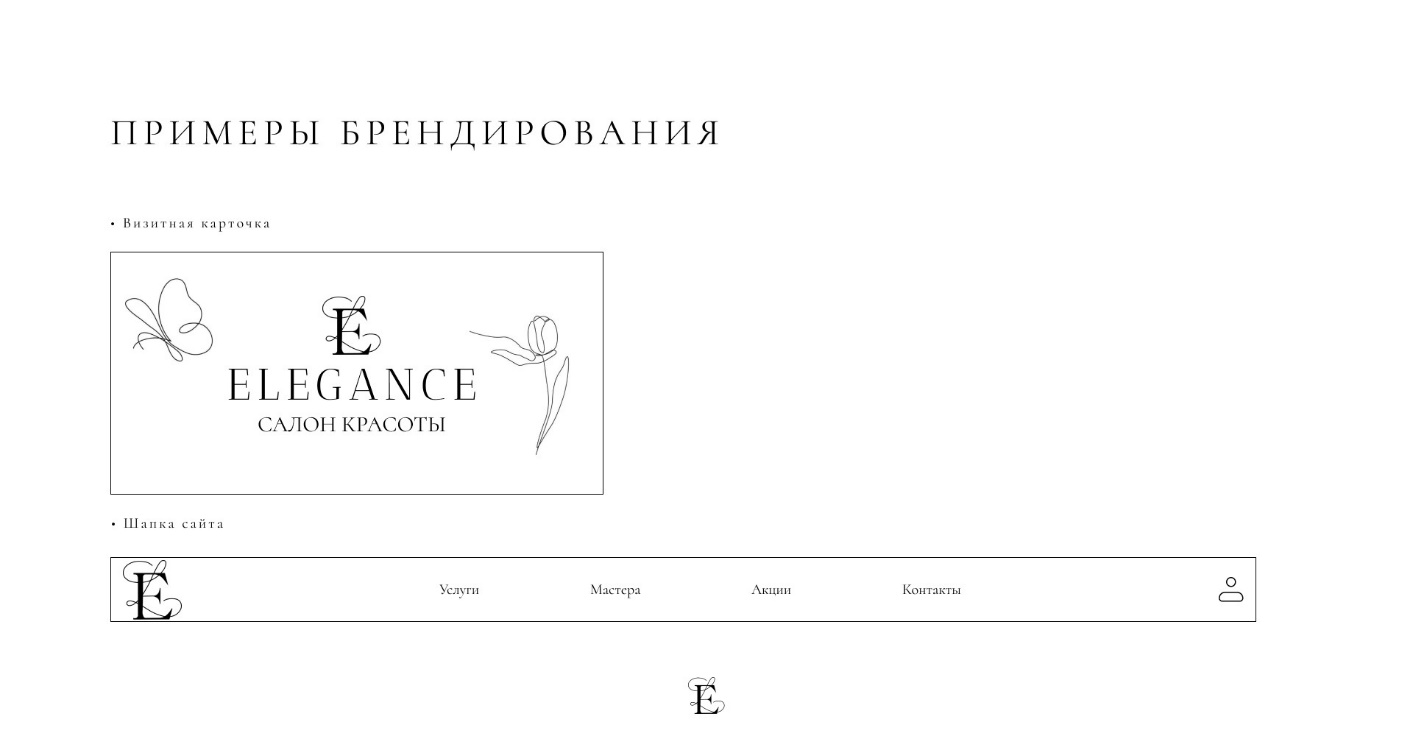 ПРИМЕРЫ БРЕНДИРОВАНИЯ
• Визитная карточка
E
ELEGANCE
САЛОН КРАСОТЫ
• Шапка сайта
E Услуги Мастера Акции Контакты
E